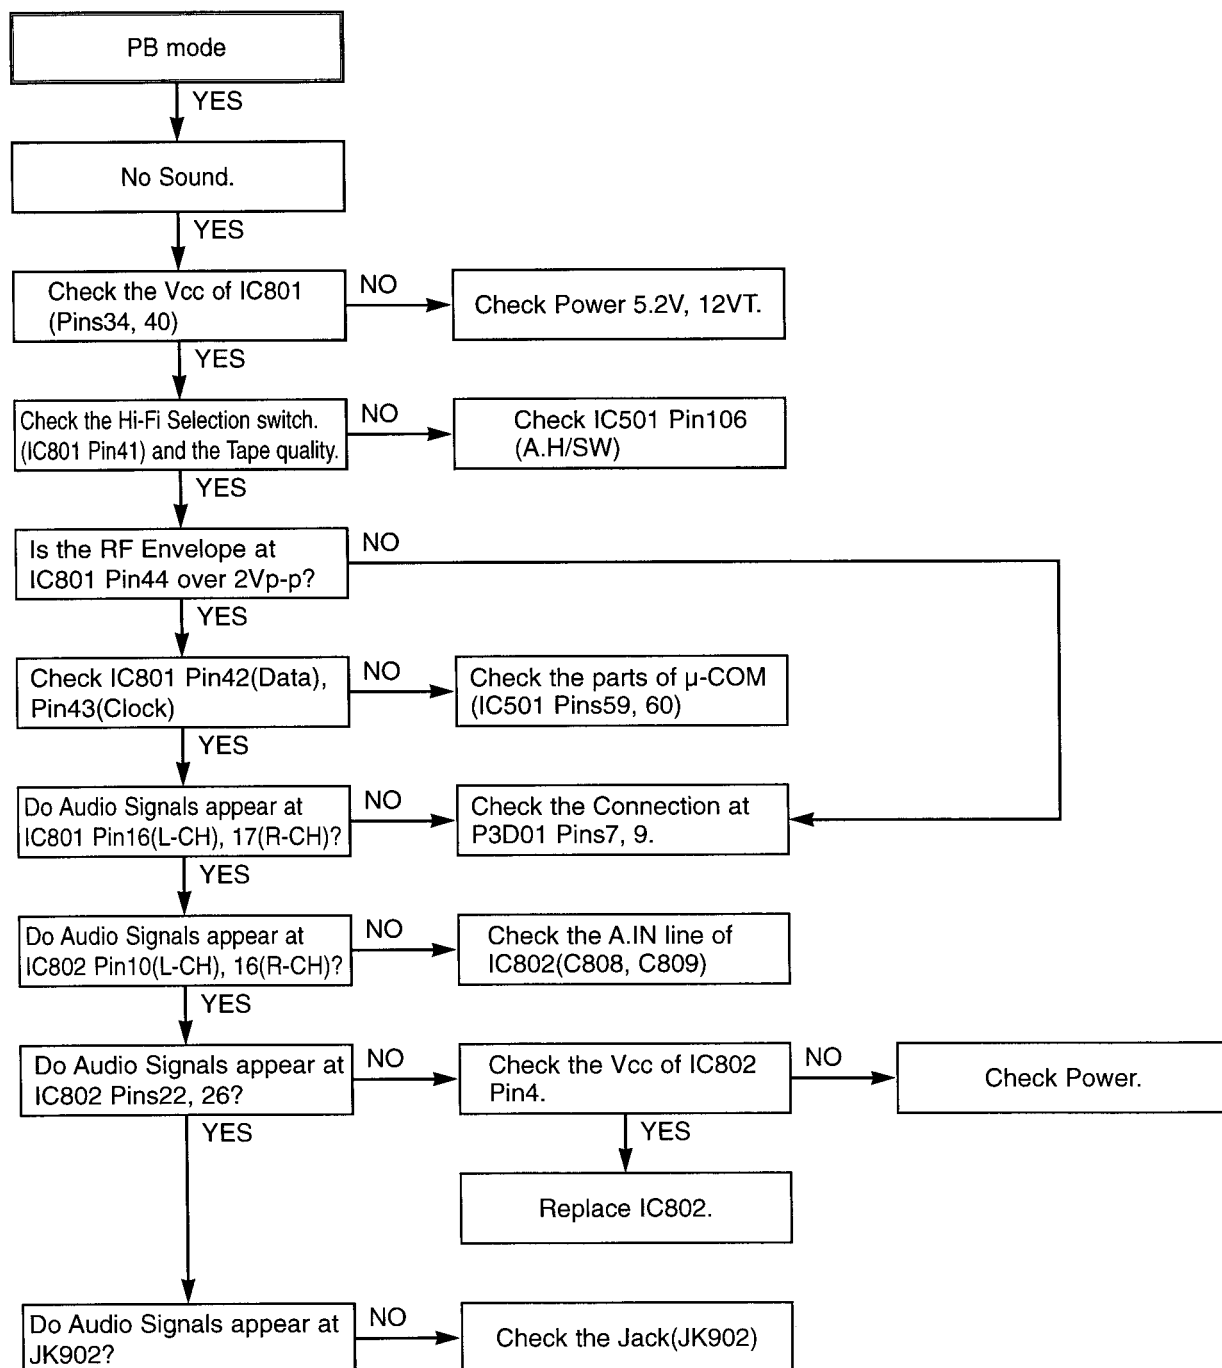 PB mode
YES
No Sound.
YES
Check the Vcc of IC801
(Pins34, 40)
NO
Check Power 5.2V, 12VT.
YES
Check the Hi-Fi Selection switch.
(IC801 Pin41) and the Tape quality.
NO
Check IC501 Pin106
(A.H/SW)
YES
Is the RF Envelope at
IC801 Pin44 over 2Vp-p?
NO
YES
Check IC801 Pin42(Data),
Pin43(Clock)
NO
Check the parts of µ-COM
(IC501 Pins59, 60)
YES
Do Audio Signals appear at
IC801 Pin16(L-CH), 17(R-CH)?
NO
Check the Connection at
P3D01 Pins7, 9.
YES
Do Audio Signals appear at
IC802 Pin10(L-CH), 16(R-CH)?
NO
Check the A.IN line of
IC802(C808, C809)
YES
Do Audio Signals appear at
IC802 Pins22, 26?
NO
Check the Vcc of IC802
Pin4.
NO
Check Power.
YES
YES
Replace IC802.
Do Audio Signals appear at
JK902?
NO
Check the Jack(JK902)